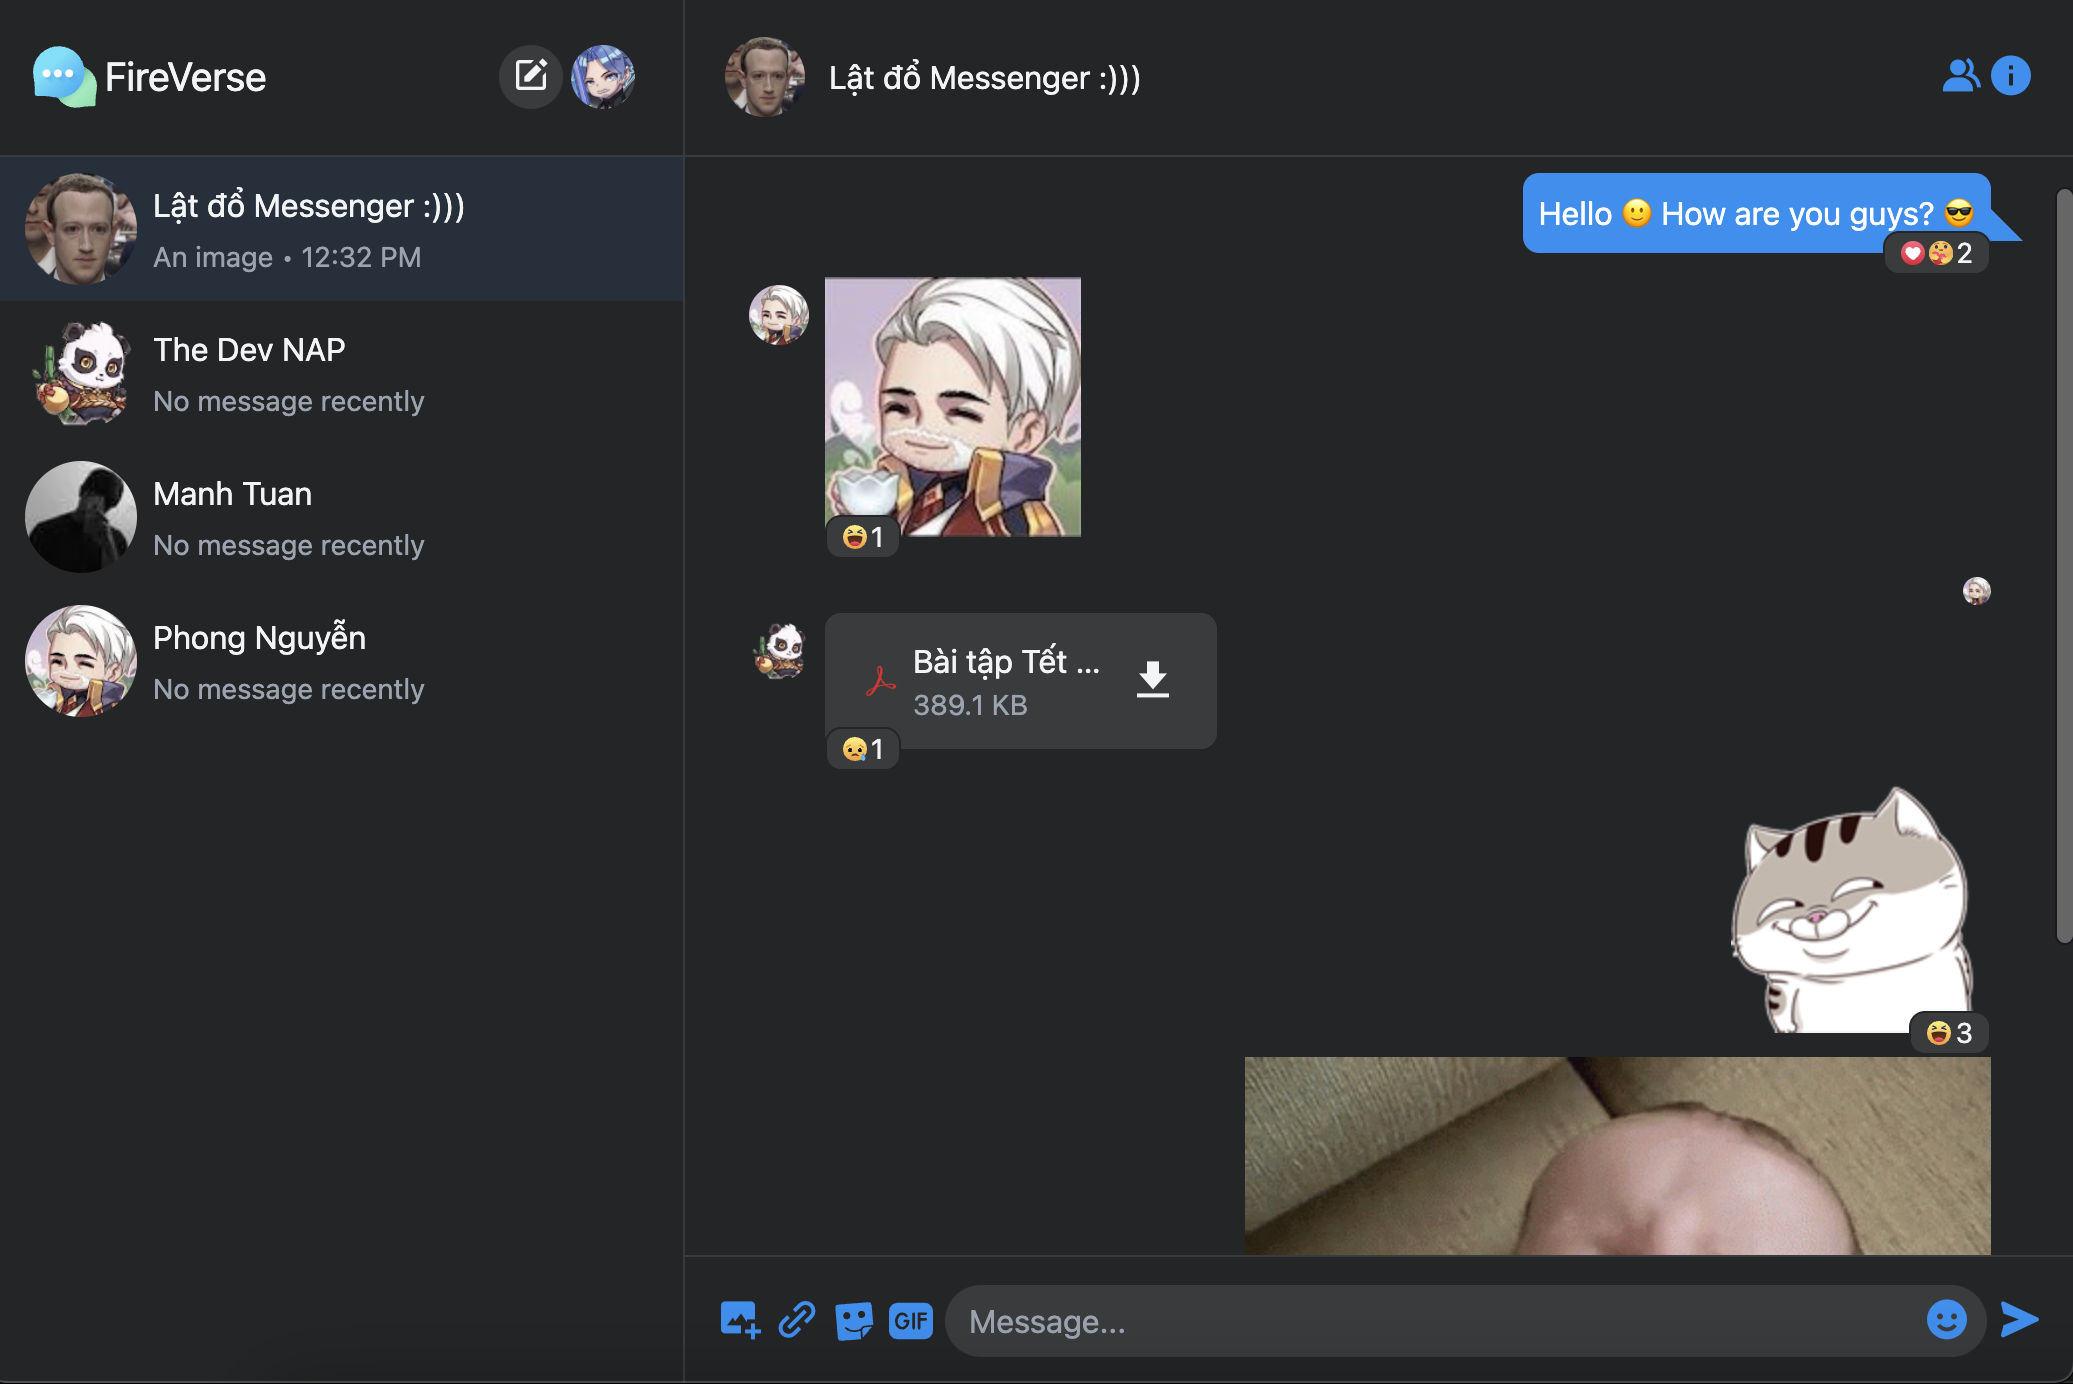 FireVerse
Lật đổ Messenger :)))
An image • 12:32 PM
The Dev NAP
No message recently
Manh Tuan
No message recently
Phong Nguyễn
No message recently
Lật đổ Messenger :)))
Hello 🙂 How are you guys? 😎
2
1
Bài tập Tết ...
389.1 KB
1
3
GIF
Message...